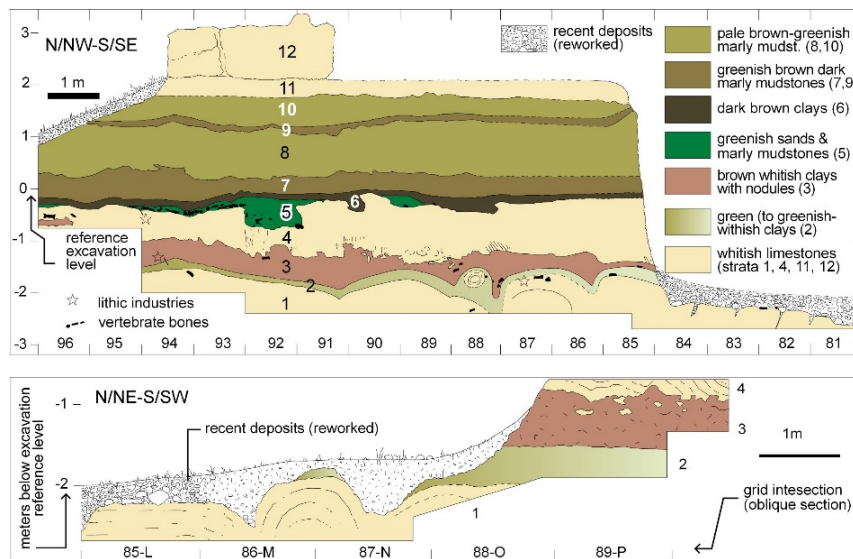 N/NW-S/SE
1 m
recent deposits
(reworked)
pale brown-greenish
marly mudst. (8,10)
greenish brown dark
marly mudstones (7,9
dark brown clays (6)
greenish sands &
marly mudstones (5)
brown whitish clays
with nodules (3)
green (to greenish-
withish clays (2)
whitish limestones
(strata 1, 4, 11, 12)
3
2
1
0
-1
-2
-3
12
11
10
9
8
7
6
5
4
3
2
1
reference
excavation
level
lithic industries
vertebrate bones
96 95 94 93 92 91 90 89 88 87 86 85 84 83 82 81
N/NE-S/SW
-1
-2
recent deposits (reworked)
4
3
2
1
1m
meters below excavation
reference level
grid intesection
(oblique section)
85-L 86-M 87-N 88-O 89-P